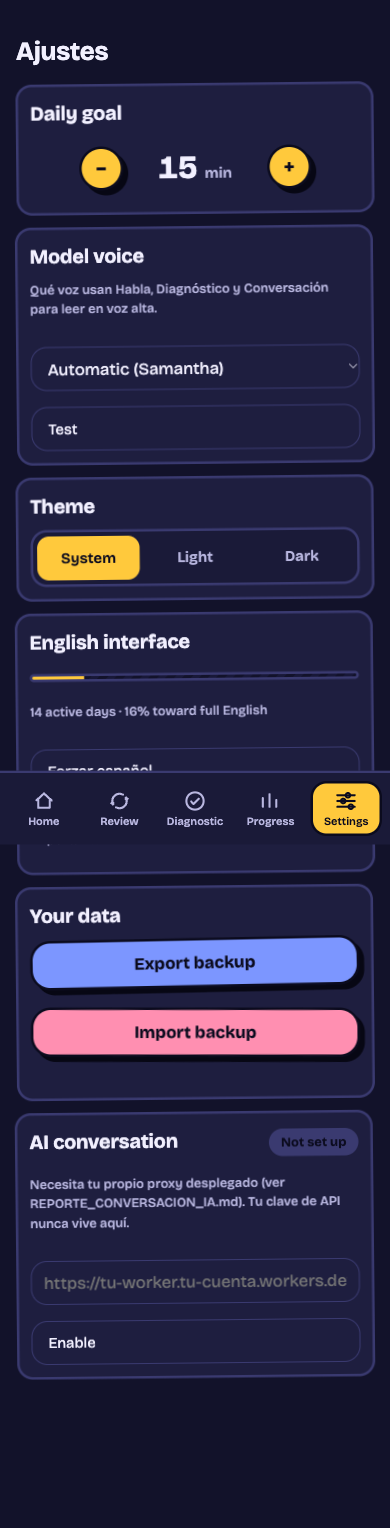 Ajustes
Daily goal
-
15 min
+
Model voice
Qué voz usan Habla, Diagnóstico y Conversación
para leer en voz alta.
Automatic (Samantha)
Test
Theme
System
Light
Dark
English interface
14 active days · 16% toward full English
Forzar español
Home
Review
Diagnostic
Progress
Settings
Your data
Export backup
Import backup
AI conversation
Not set up
Necesita tu propio proxy desplegado (ver
REPORTE_CONVERSACION_IA.md). Tu clave de API
nunca vive aquí.
https://tu-worker.tu-cuenta.workers.de
Enable